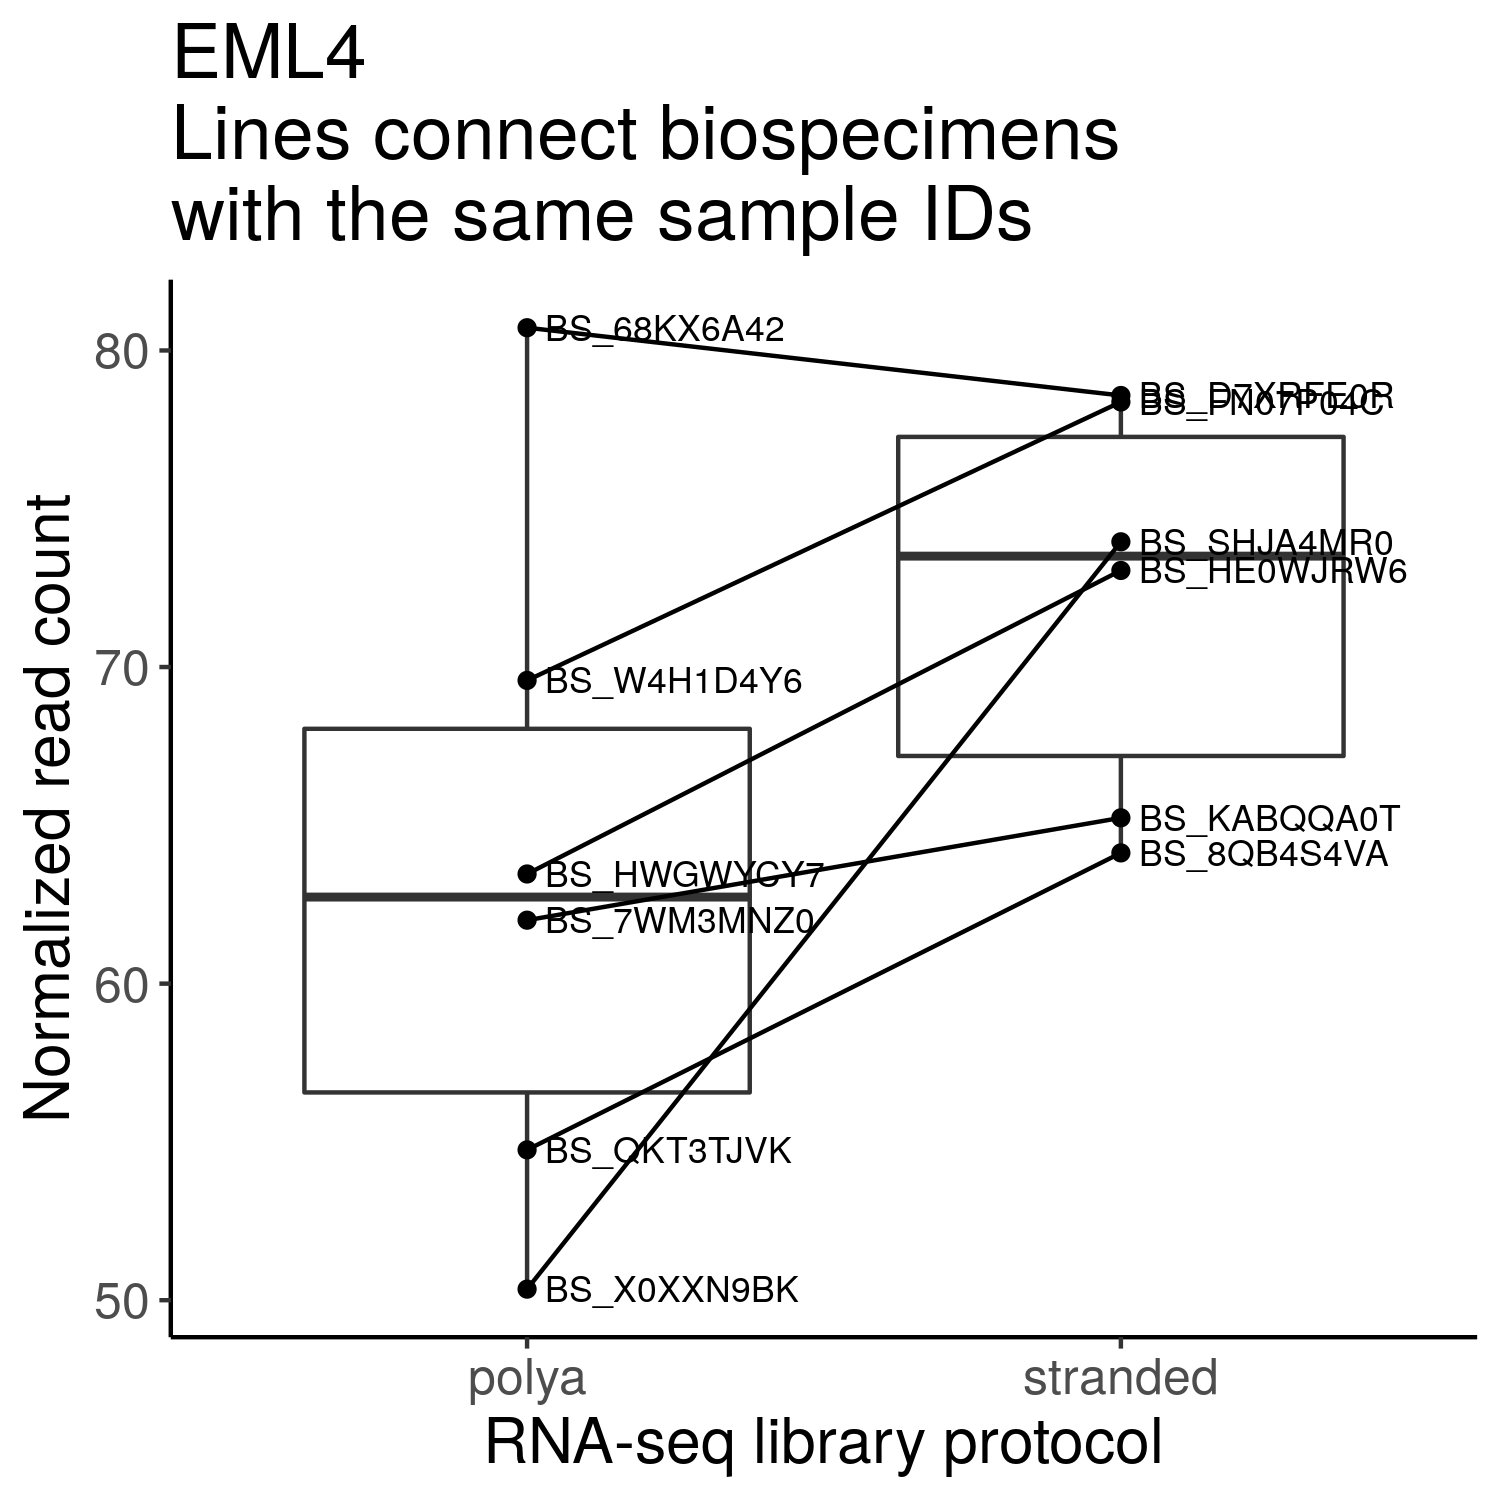 EML4
Lines connect biospecimens
with the same sample IDs
Normalized read count
80
70
60
50
BS_68KX6A42
BS_W4H1D4Y6
BS_HWGWYCY7
BS_7WM3MNZ0
BS_QKT3TJVK
BS_X0XXN9BK
BS_D7XRFE0R
BS_SHJA4MR0
BS_HE0WJRW6
BS_KABQQA0T
BS_8QB4S4VA
polya
stranded
RNA-seq library protocol